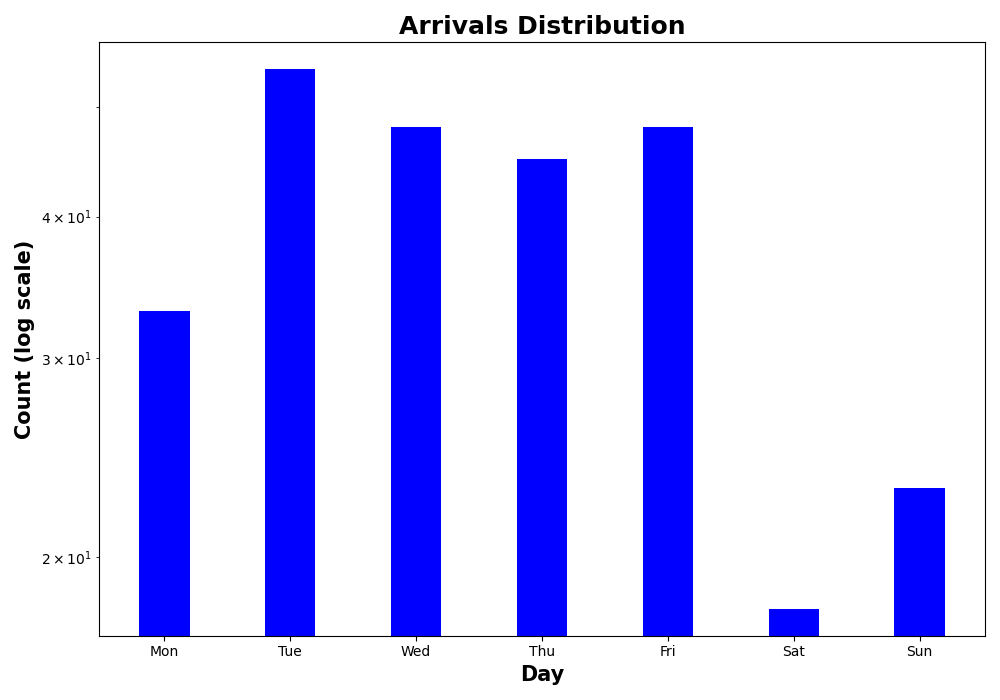 Arrivals Distribution
Count (log scale)
4 × 10¹
3 × 10¹
2 × 10¹
Mon Tue Wed Thu Fri Sat Sun
Day